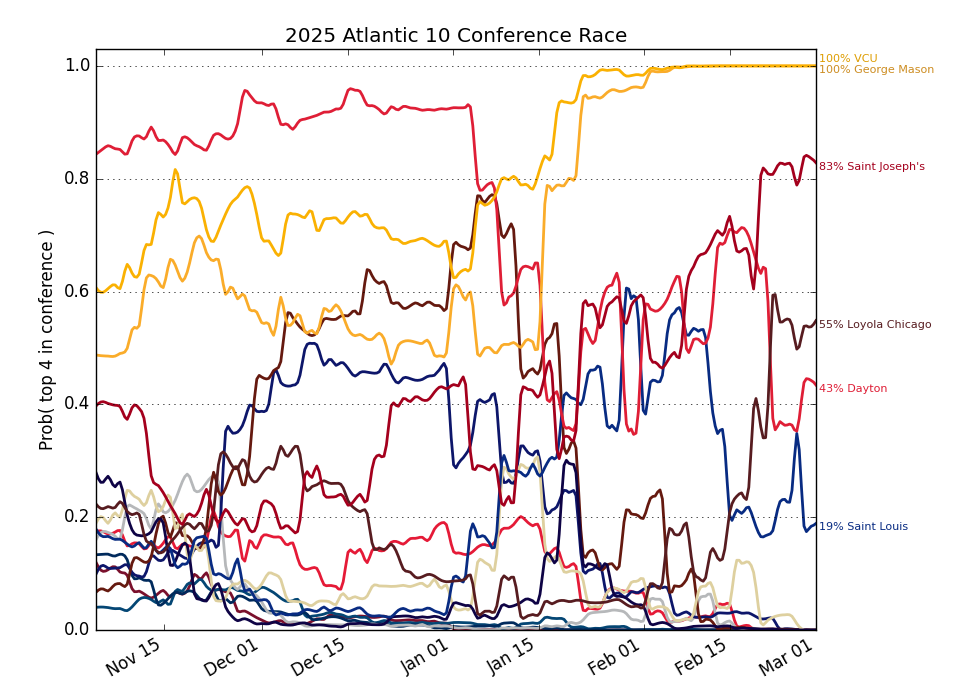 2025 Atlantic 10 Conference Race
Prob( top 4 in conference )
1.0
0.8
0.6
0.4
0.2
0.0
Nov 15
Dec 01
Dec 15
Jan 01
Jan 15
Feb 01
Feb 15
Mar 01
100% VCU
100% George Mason
83% Saint Joseph's
55% Loyola Chicago
43% Dayton
19% Saint Louis